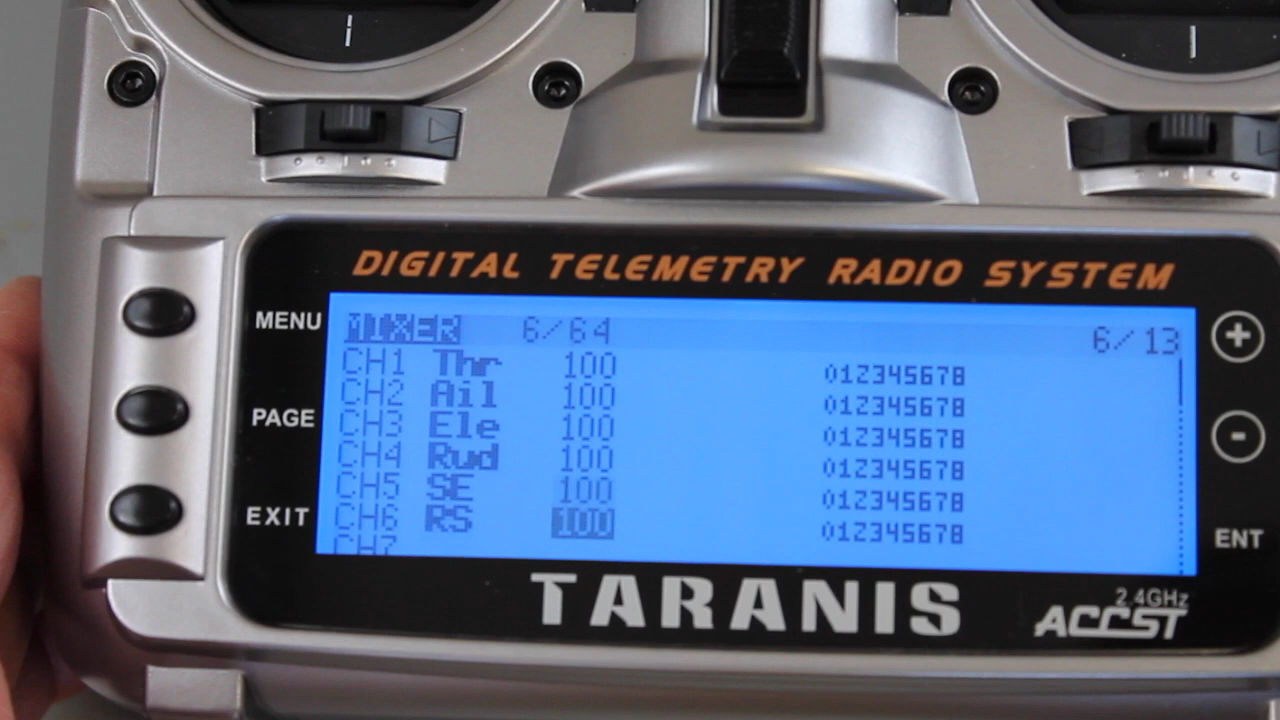 DIGITAL TELEMETRY RADIO SYSTEM
MENU
PAGE
EXIT
MIXER 6/64 6/13
CH1 Thr 100 012345678
CH2 Ail 100 012345678
CH3 Ele 100 012345678
CH4 Rud 100 012345678
CH5 SE 100 012345678
CH6 RS 100 012345678
CH7
+
-
ENT
TARANIS
2.4GHz
ACCST